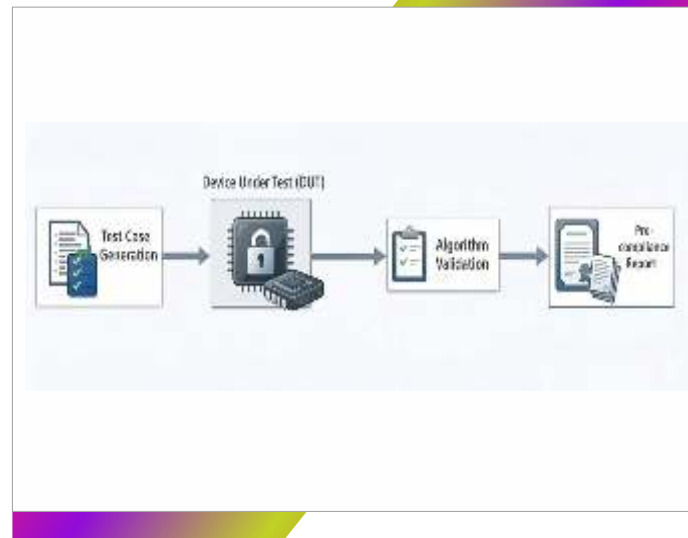 Device Under Test (DUT)
Test Case
Generation
Algorithm
Validation
Pre-
compliance
Report